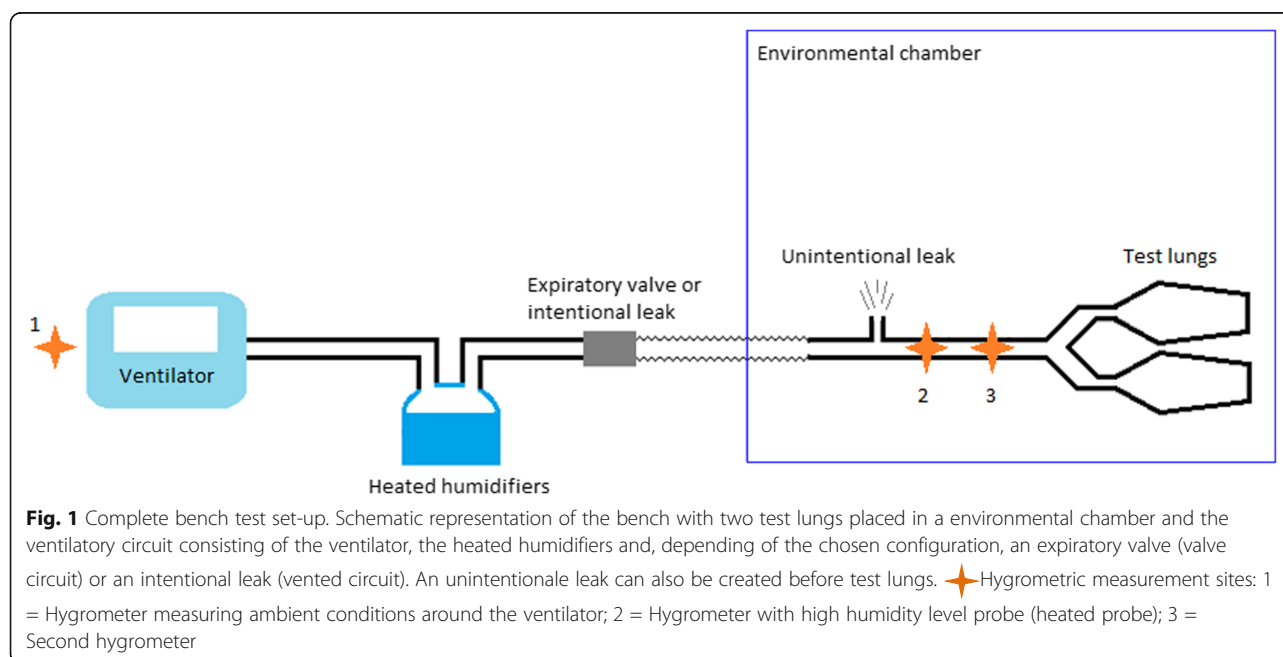 Environmental chamber
Unintentional leak
Test lungs
Expiratory valve or
intentional leak
1
Ventilator
2
3
Heated humidifiers
Fig. 1 Complete bench test set-up. Schematic representation of the bench with two test lungs placed in a environmental chamber and the
ventilatory circuit consisting of the ventilator, the heated humidifiers and, depending of the chosen configuration, an expiratory valve (valve
circuit) or an intentional leak (vented circuit). An unintentionale leak can also be created before test lungs. Hygrometric measurement sites: 1
= Hygrometer measuring ambient conditions around the ventilator; 2 = Hygrometer with high humidity level probe (heated probe); 3 =
Second hygrometer